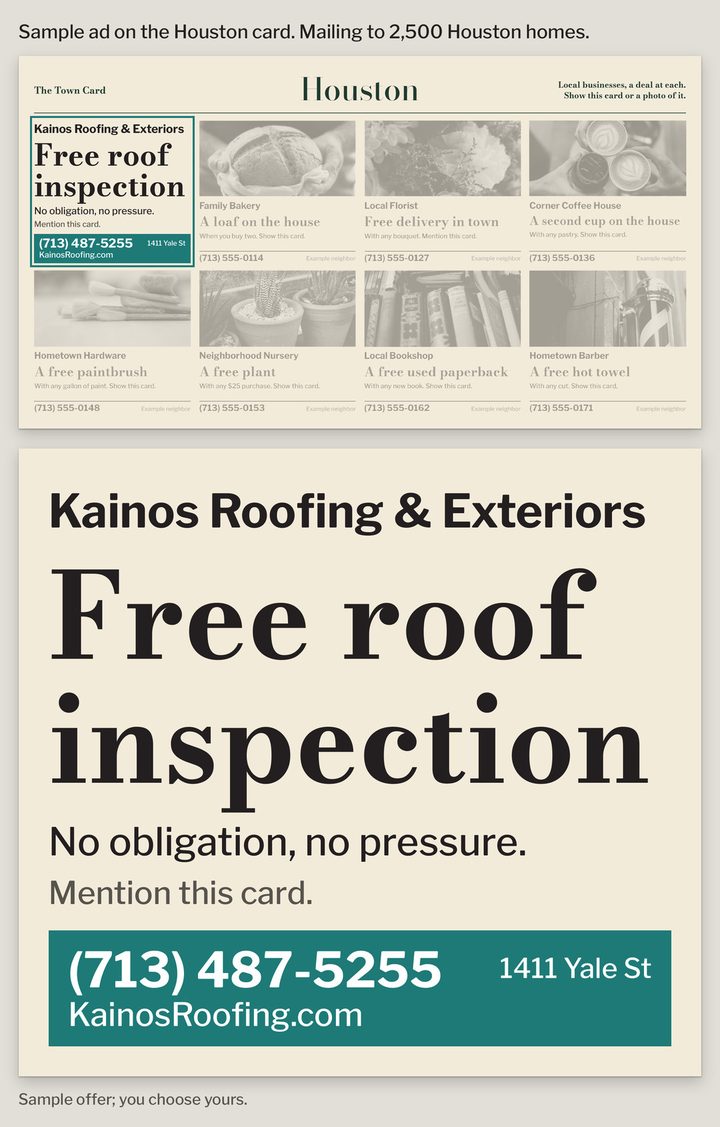 Sample ad on the Houston card. Mailing to 2,500 Houston homes.
The Town Card
Houston
Local businesses, a deal at each.
Show this card or a photo of it.
Kainos Roofing & Exteriors
Free roof
inspection
No obligation, no pressure.
Mention this card.
(713) 487-5255
1411 Yale St
KainosRoofing.com
Family Bakery
A loaf on the house
When you buy two. Show this card.
(713) 555-0114
Example neighbor
Local Florist
Free delivery in town
With any bouquet. Mention this card.
(713) 555-0127
Example neighbor
Corner Coffee House
A second cup on the house
With any pastry. Show this card.
(713) 555-0136
Example neighbor
Hometown Hardware
A free paintbrush
With any gallon of paint. Show this card.
(713) 555-0148
Example neighbor
Neighborhood Nursery
A free plant
With any $25 purchase. Show this card.
(713) 555-0153
Example neighbor
Local Bookshop
A free used paperback
With any new book. Show this card.
(713) 555-0162
Example neighbor
Hometown Barber
A free hot towel
With any cut. Show this card.
(713) 555-0171
Example neighbor
Kainos Roofing & Exteriors
Free roof
inspection
No obligation, no pressure.
Mention this card.
(713) 487-5255
1411 Yale St
KainosRoofing.com
Sample offer; you choose yours.